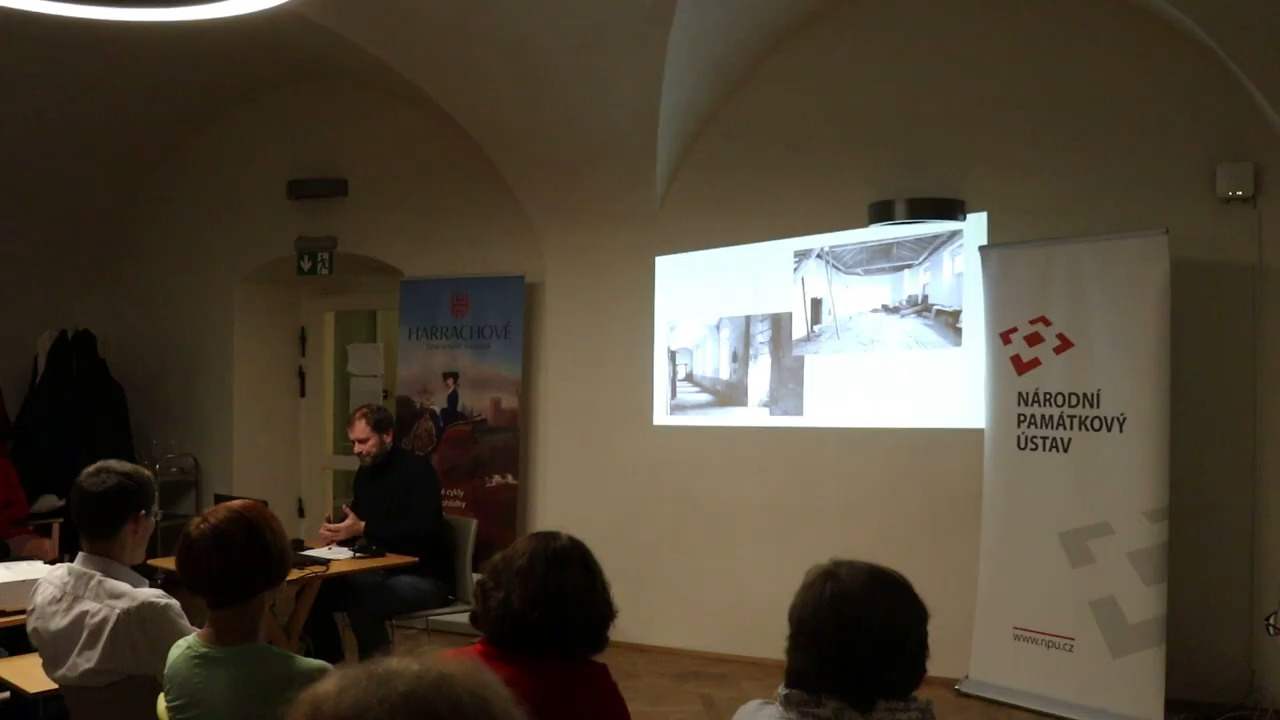 HARRACHOVÉ
NÁRODNÍ
PAMÁTKOVÝ
ÚSTAV
www.npu.cz